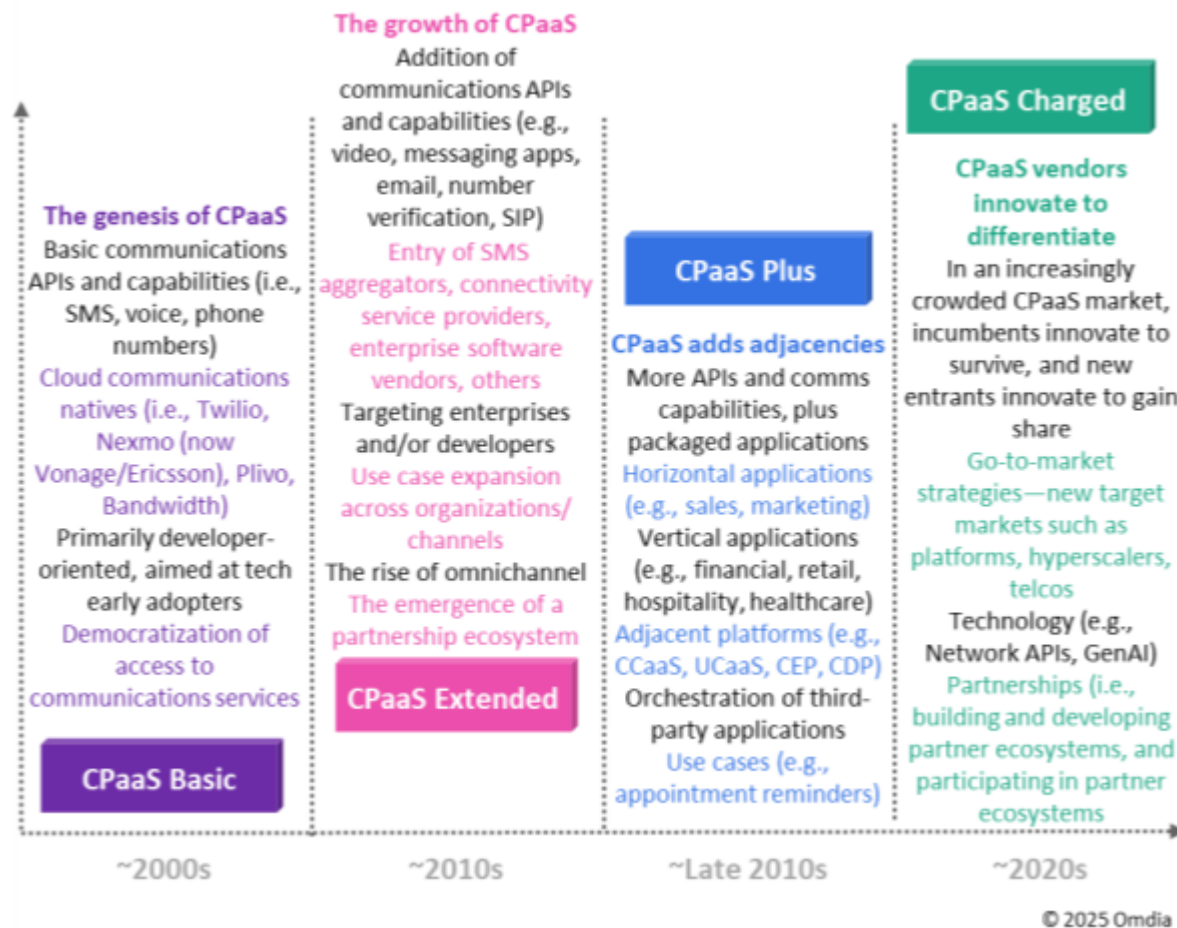 The genesis of CPaaS
Basic communications
APIs and capabilities (i.e.,
SMS, voice, phone
numbers)
Cloud communications
natives (i.e., Twilio,
Nexmo (now
Vonage/Ericsson), Plivo,
Bandwidth)
Primarily developer-
oriented, aimed at tech
early adopters
Democratization of
access to
communications services
CPaaS Basic
~2000s
The growth of CPaaS
Addition of
communications APIs
and capabilities (e.g.,
video, messaging apps,
email, number
verification, SIP)
Entry of SMS
aggregators, connectivity
service providers,
enterprise software
vendors, others
Targeting enterprises
and/or developers
Use case expansion
across organizations/
channels
The rise of omnichannel
The emergence of a
partnership ecosystem
CPaaS Extended
~2010s
CPaaS Plus
CPaaS adds adjacencies
More APIs and comms
capabilities, plus
packaged applications
Horizontal applications
(e.g., sales, marketing)
Vertical applications
(e.g., financial, retail,
hospitality, healthcare)
Adjacent platforms (e.g.,
CCaaS, UCaaS, CEP, CDP)
Orchestration of third-
party applications
Use cases (e.g.,
appointment reminders)
~Late 2010s
CPaaS Charged
CPaaS vendors
innovate to
differentiate
In an increasingly
crowded CPaaS market,
incumbents innovate to
survive, and new
entrants innovate to gain
share
Go-to-market
strategies—new target
markets such as
platforms, hyperscalers,
telcos
Technology (e.g.,
Network APIs, GenAI)
Partnerships (i.e.,
building and developing
partner ecosystems, and
participating in partner
ecosystems
~2020s
© 2025 Omdia